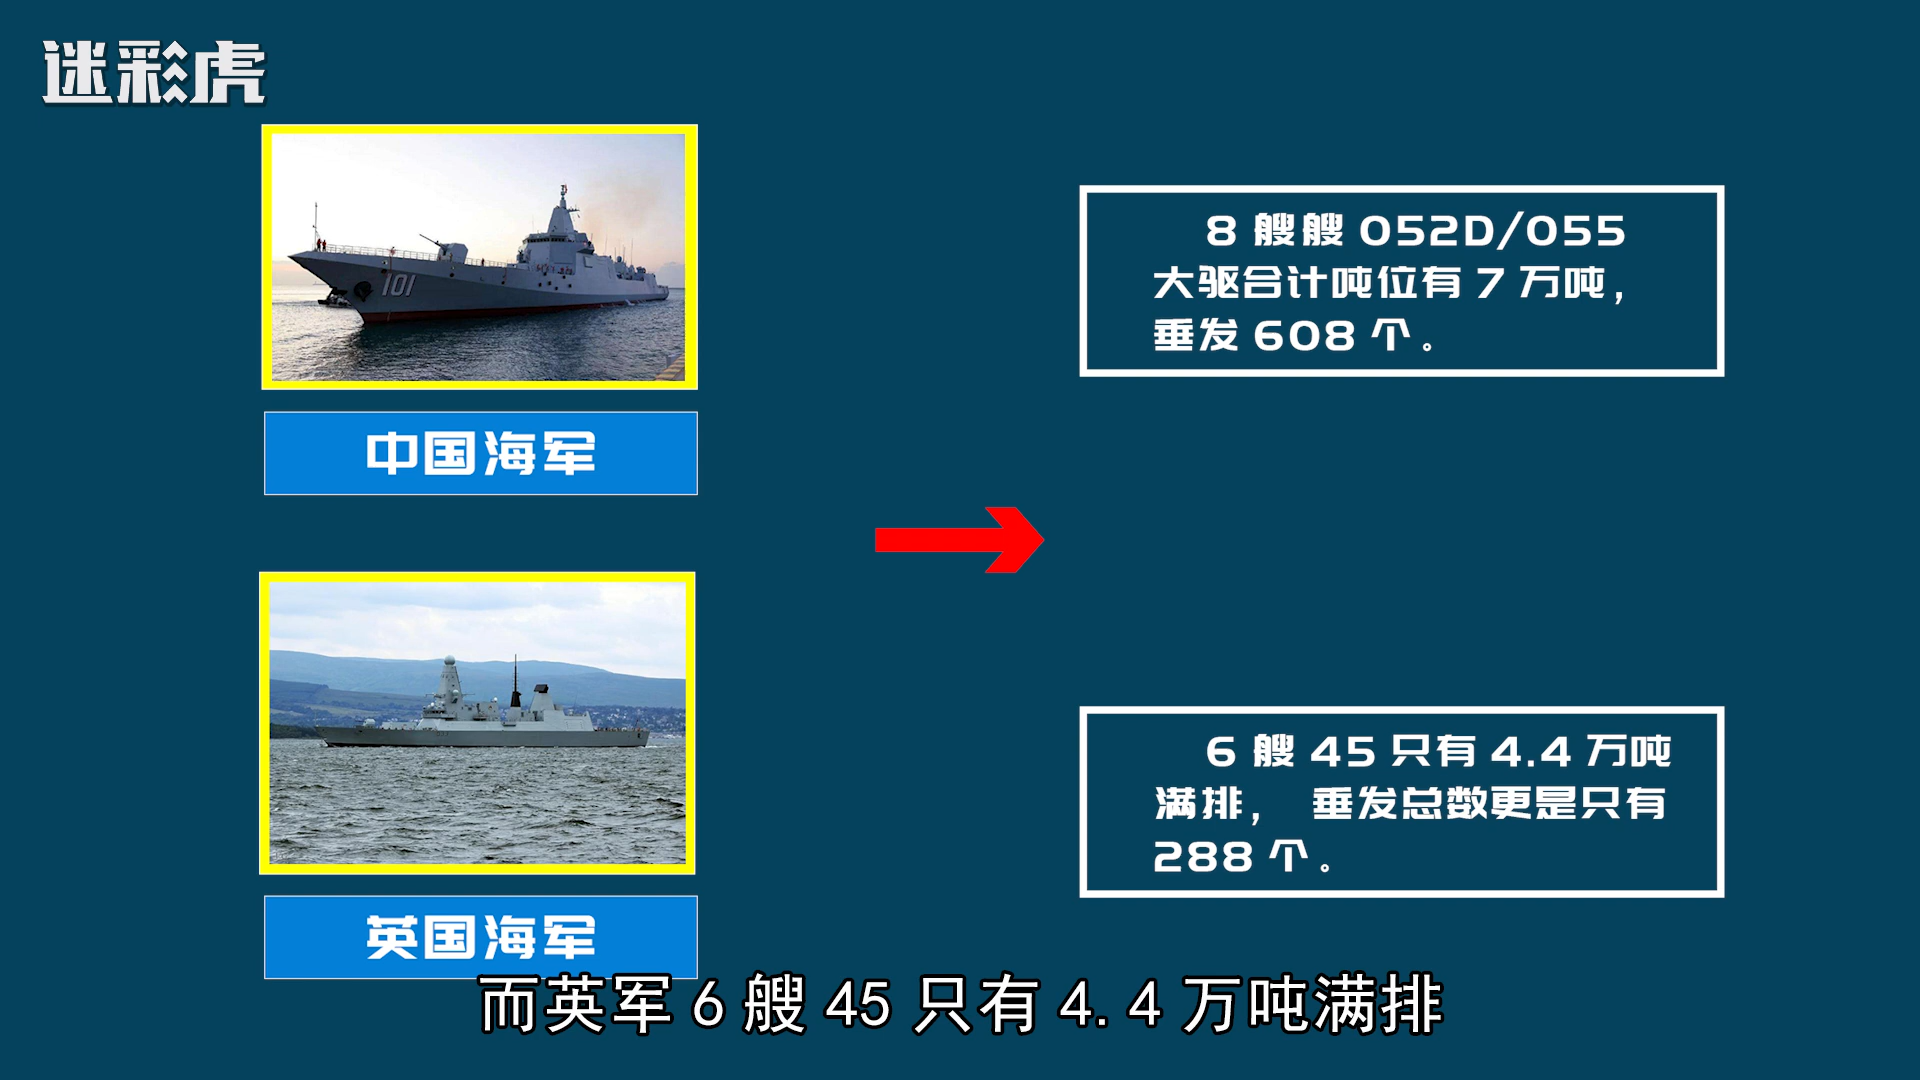 迷彩虎
101
中国海军
8 艘艘 052D/055
大驱合计吨位有 7 万吨，
垂发 608 个。
英国海军
6 艘 45 只有 4.4 万吨
满排， 垂发总数更是只有
288 个。
而英军 6 艘 45 只有 4.4 万吨满排